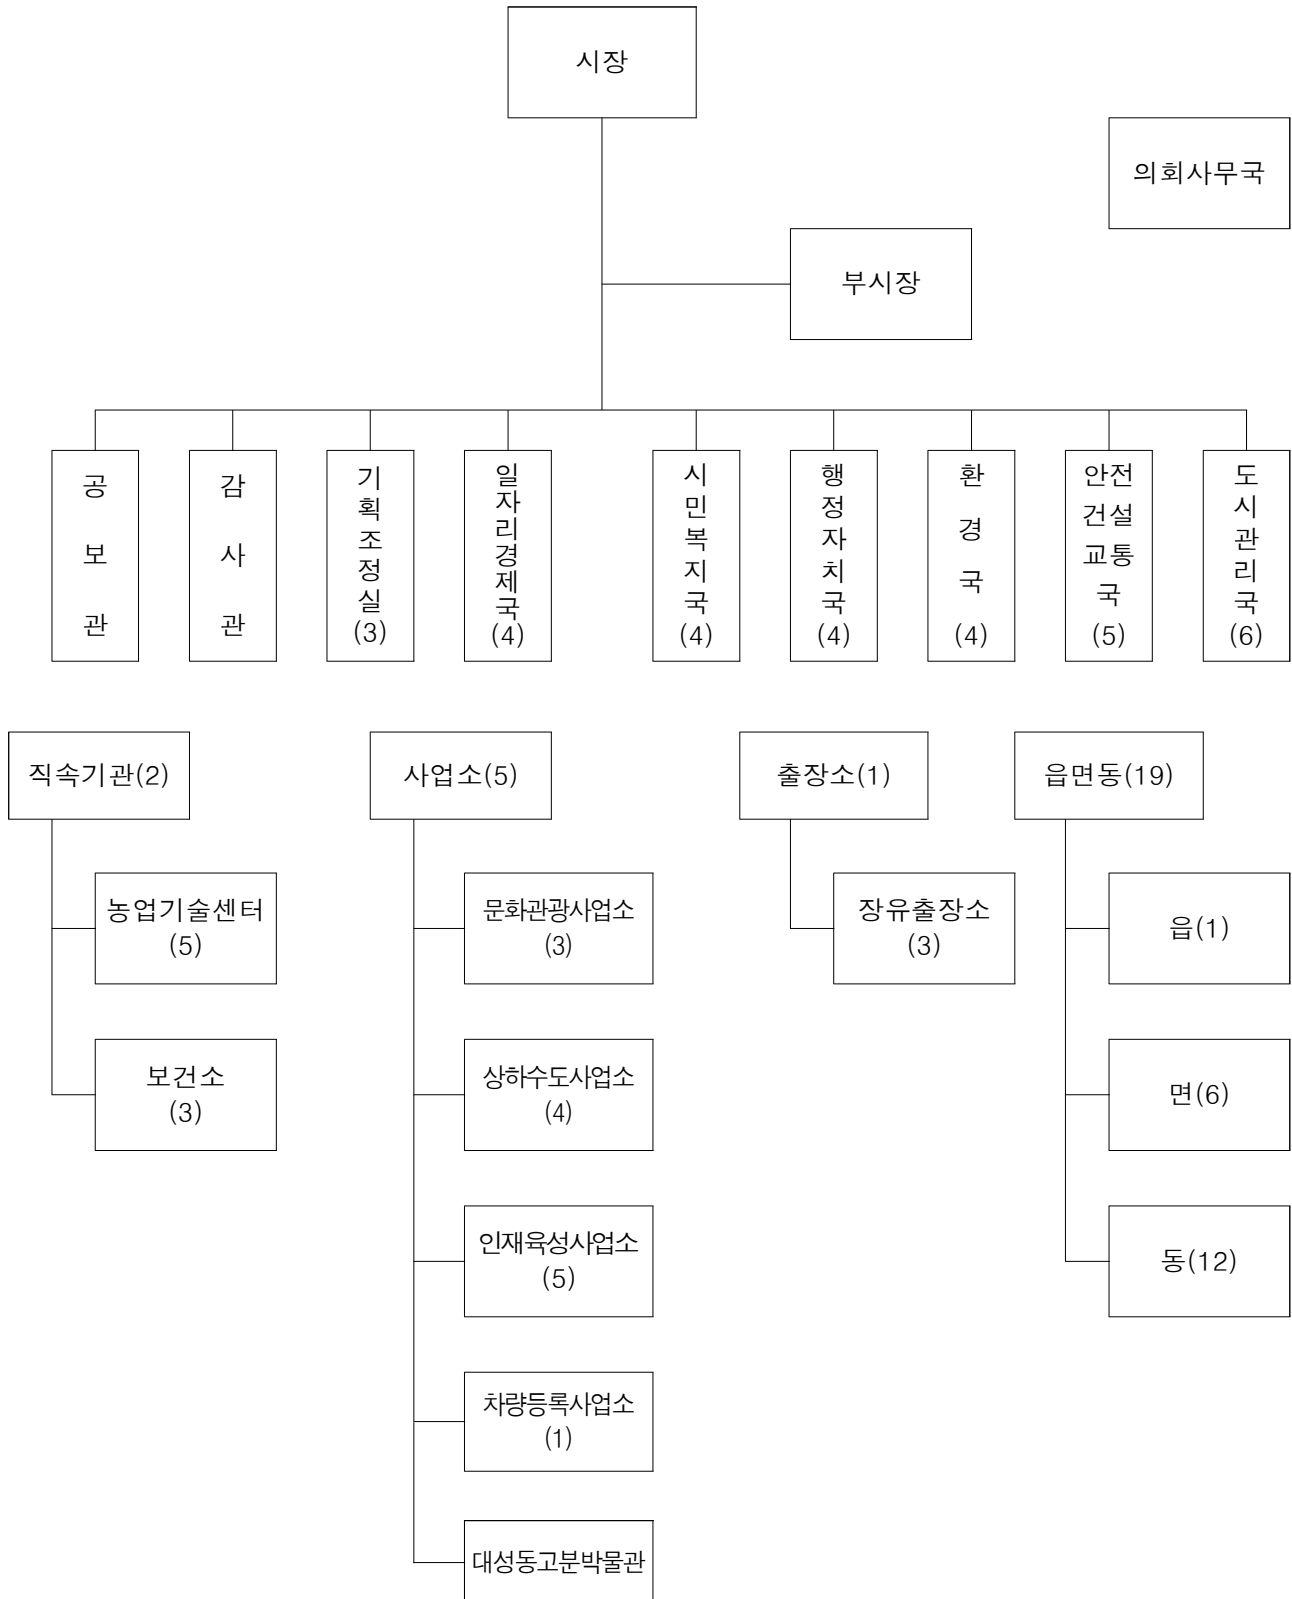 시장
의회사무국
부시장
공보관
감사관
기획조정실
(3)
일자리경제국
(4)
시민복지국
(4)
행정자치국
(4)
환경국
(4)
안전
건설
교통
국
(5)
도시관리국
(6)
직속기관(2)
사업소(5)
출장소(1)
읍면동(19)
농업기술센터
(5)
문화관광사업소
(3)
장유출장소
(3)
읍(1)
보건소
(3)
상하수도사업소
(4)
면(6)
인재육성사업소
(5)
동(12)
차량등록사업소
(1)
대성동고분박물관